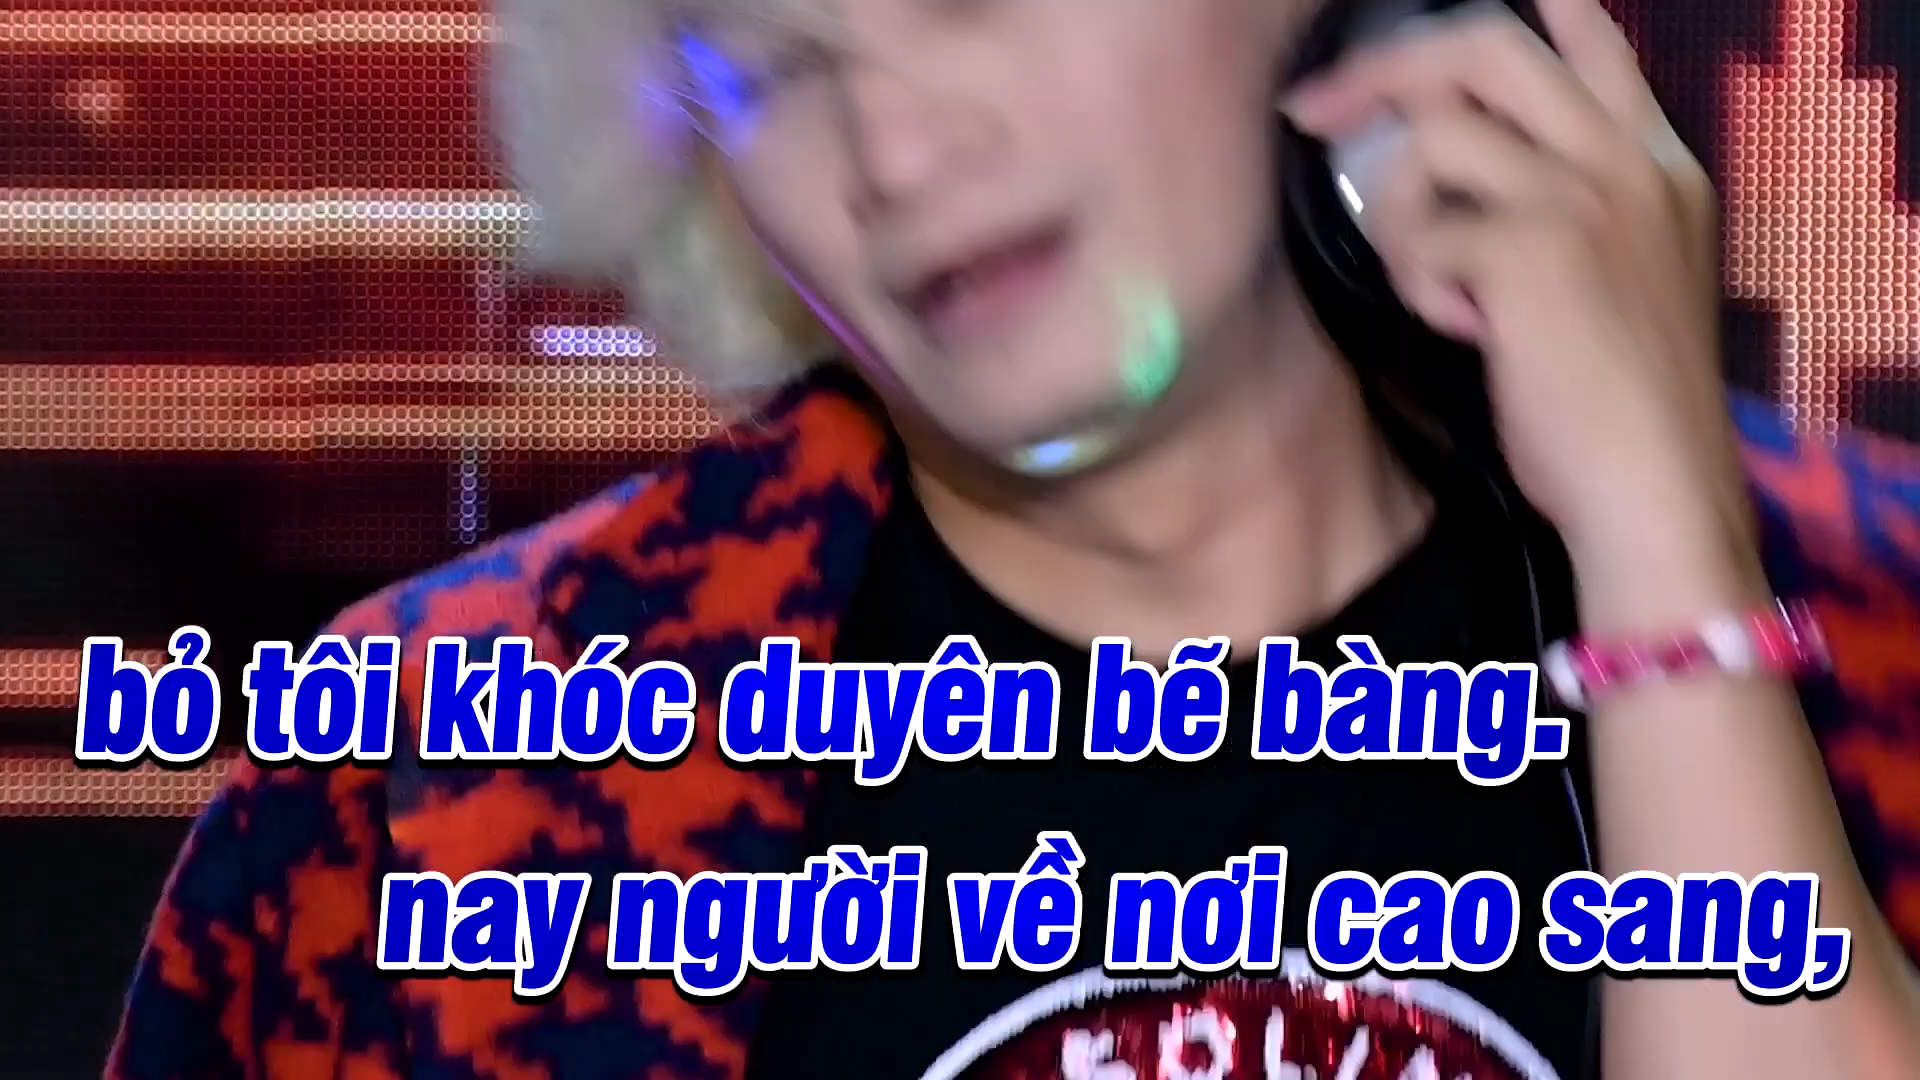 bỏ tôi khóc duyên bẽ bàng.
nay người về nơi cao sang,